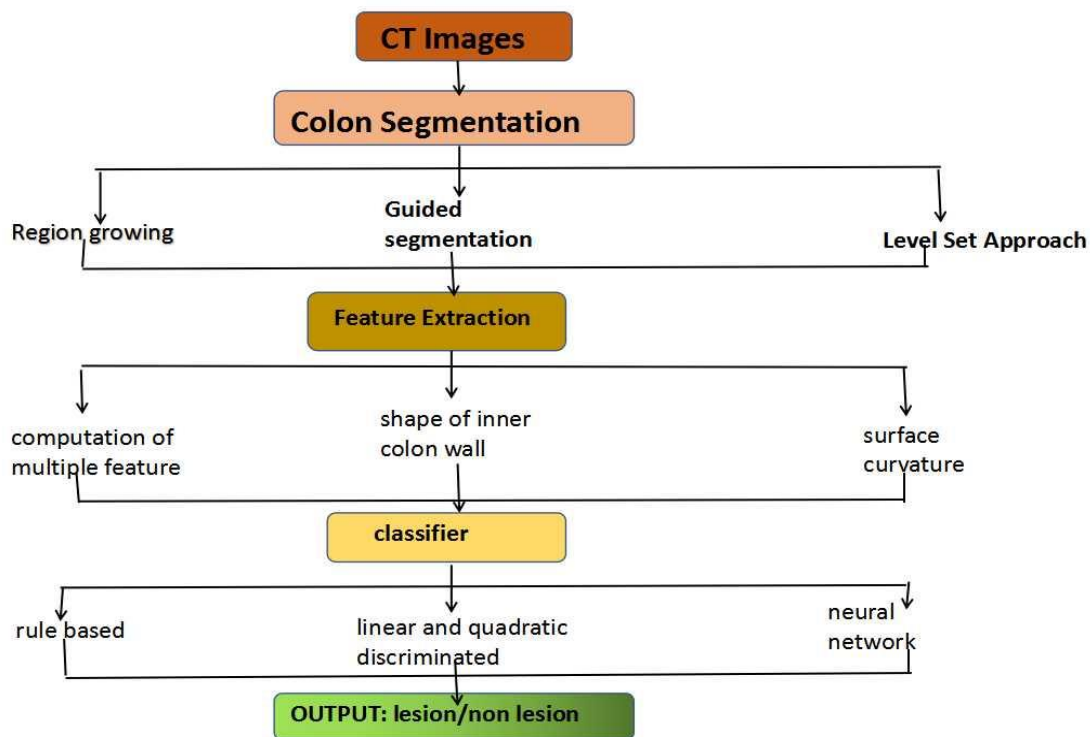 CT Images
Colon Segmentation
Region growing
Guided
segmentation
Level Set Approach
Feature Extraction
computation of
multiple feature
shape of inner
colon wall
surface
curvature
classifier
rule based
linear and quadratic
discriminated
neural
network
OUTPUT: lesion/non lesion